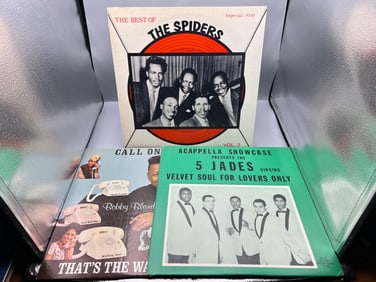 THE BEST OF
Imperial
THE SPIDERS
VOL. 2
CALL ON
Bobby Bland
THAT'S THE WA
ACAPPELLA SHOWCASE
PRESENTS THE
5 JADES SINGING
VELVET SOUL FOR LOVERS ONLY